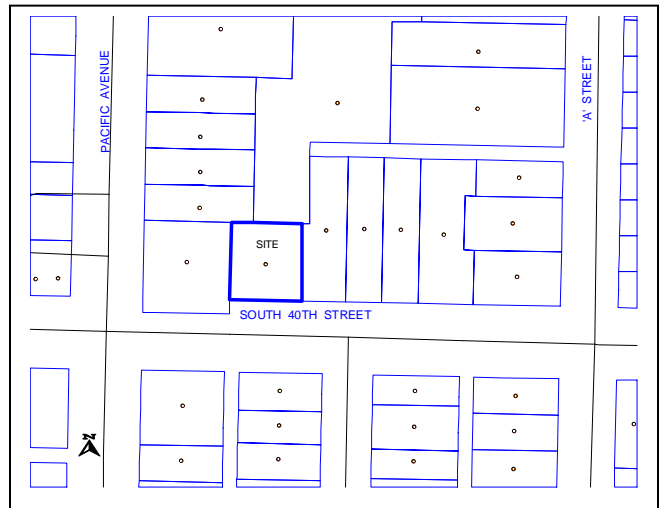 PACIFIC AVENUE
'A' STREET
SITE
SOUTH 40TH STREET
N